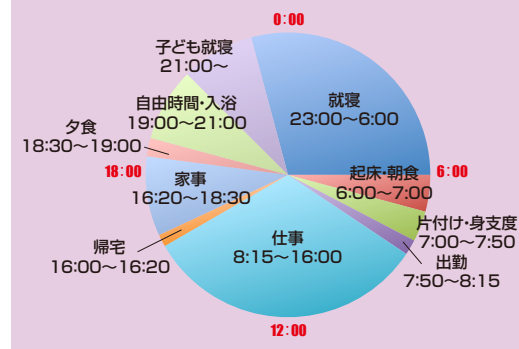 0:00
子ども就寝
21:00～
就寝
23:00～6:00
自由時間・入浴
19:00～21:00
夕食
18:30～19:00
18:00
家事
16:20～18:30
起床・朝食
6:00～7:00
6:00
片付け・身支度
7:00～7:50
出勤
7:50～8:15
仕事
8:15～16:00
帰宅
16:00～16:20
12:00